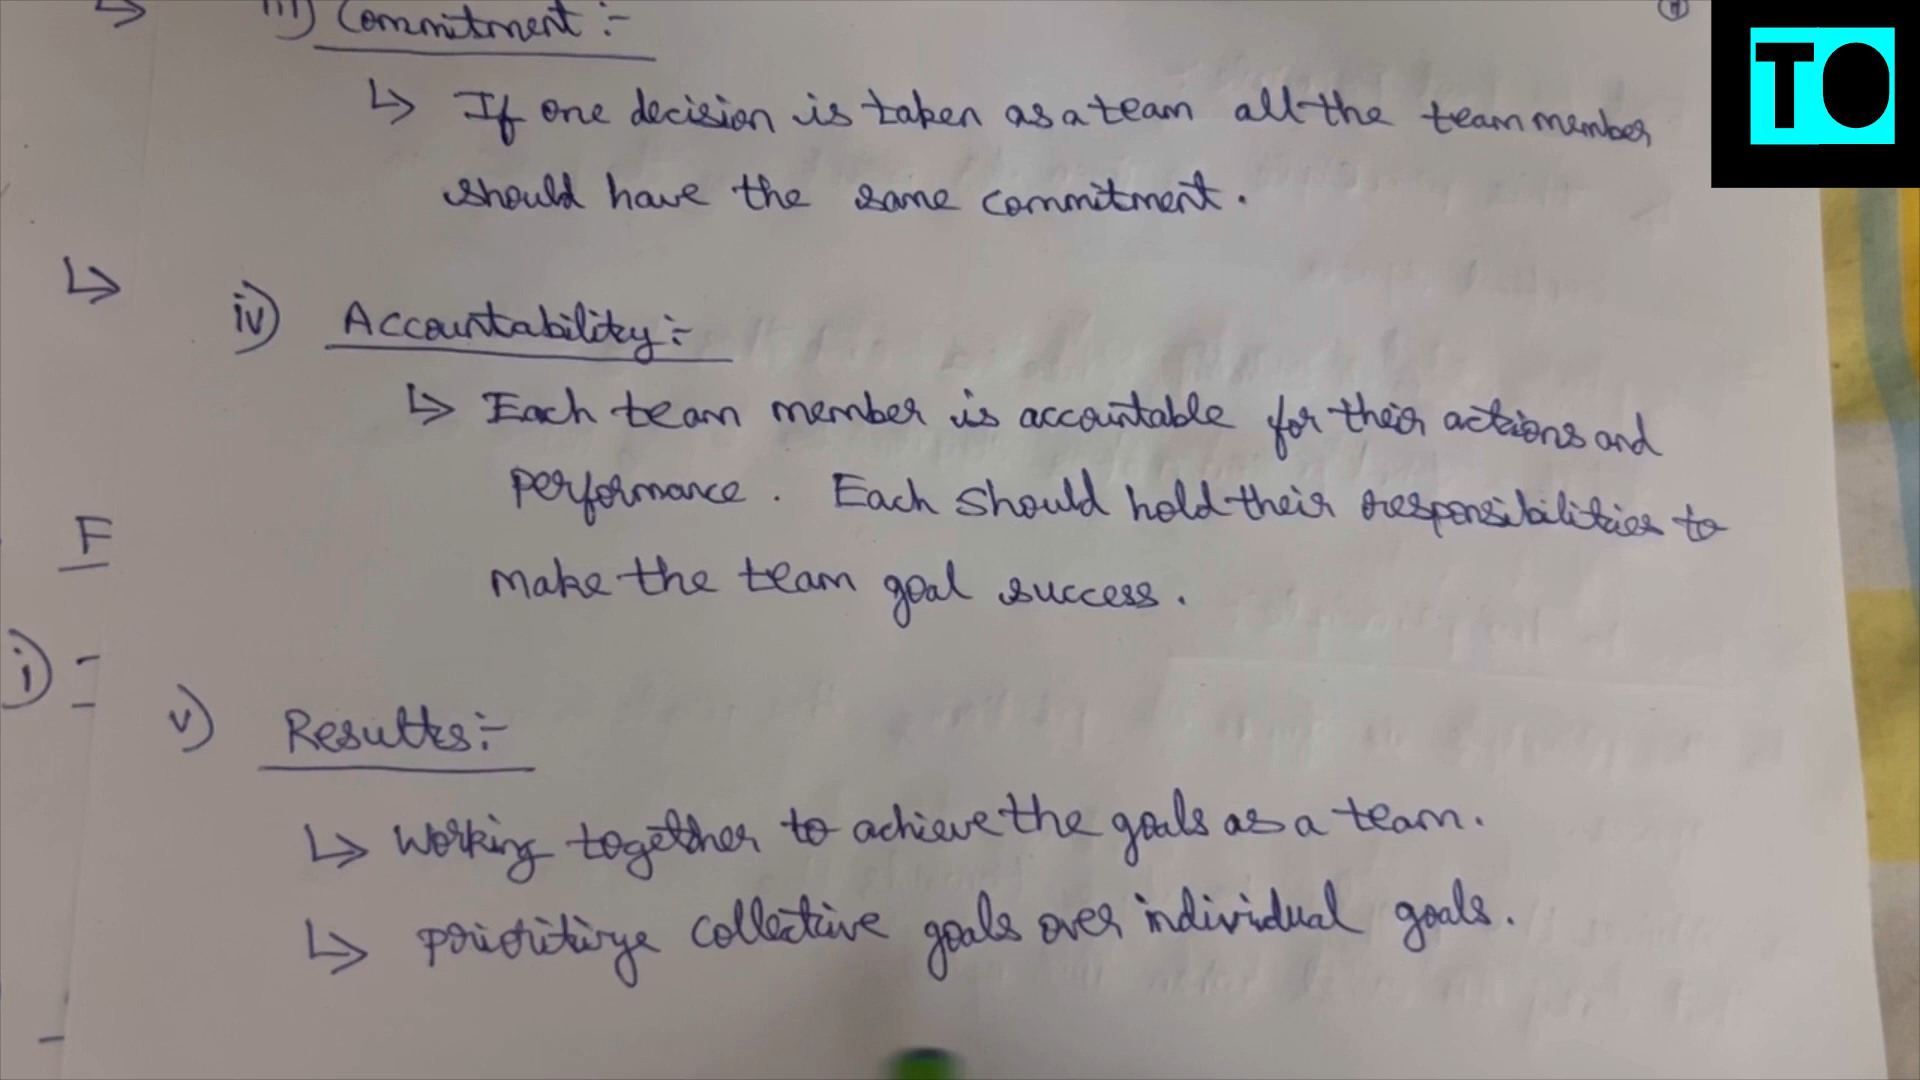 iii) Commitment :-
↳ If one decision is taken as a team all the team member
should have the same commitment.
iv) Accountability :-
↳ Each team member is accountable for their actions and
performance. Each should hold their responsibilities to
make the team goal success.
v) Results :-
↳ Working together to achieve the goals as a team.
↳ prioritizye collective goals over individual goals.
F
i)
TO